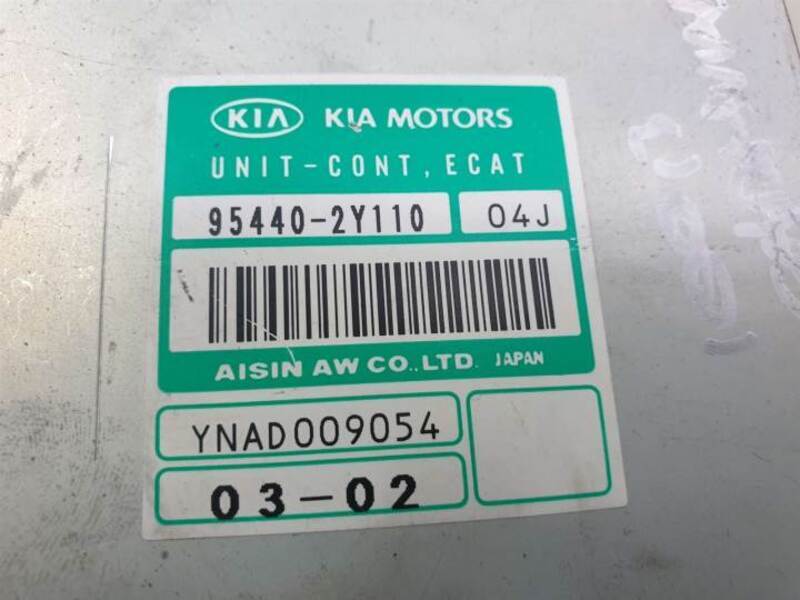 KIA KIA MOTORS
UNIT-CONT, ECAT
95440-2Y110 04J
AISIN AW CO.,LTD. JAPAN
YNAD009054
03-02